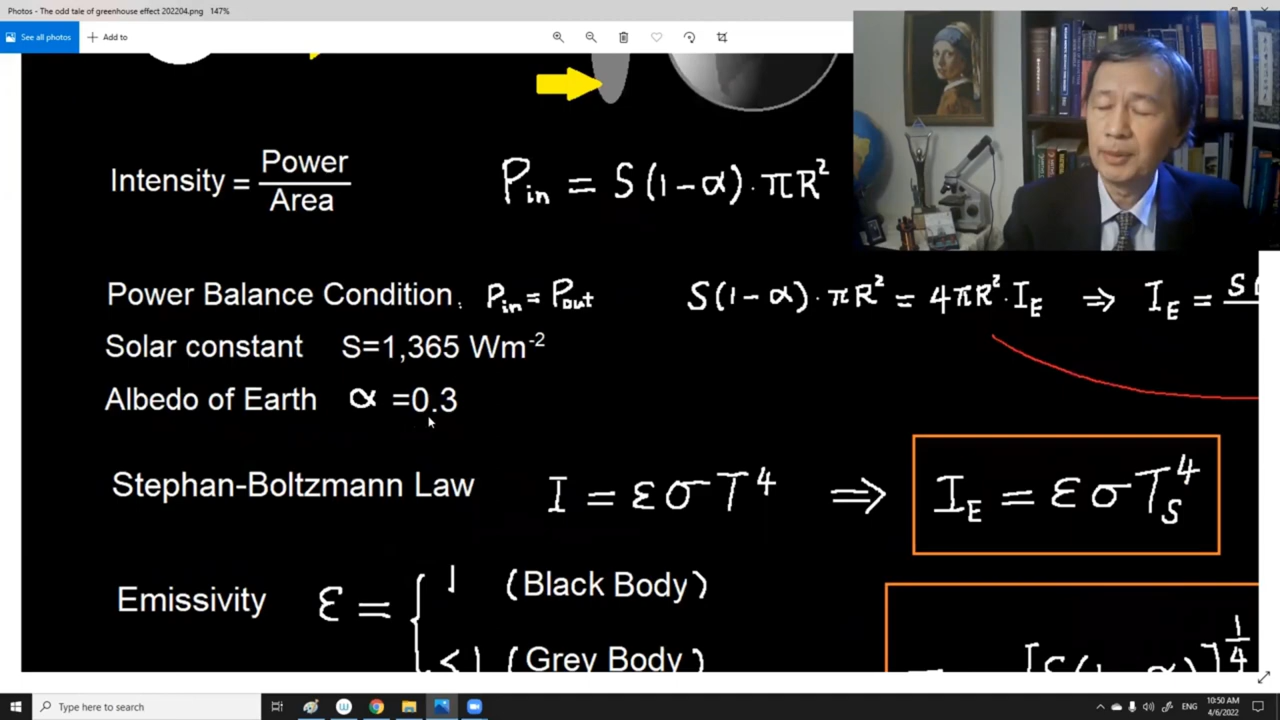 Photos - The odd tale of greenhouse effect 202204.png 147%
See all photos + Add to
Intensity = Power / Area
P_in = S(1-α)·πR²
Power Balance Condition, P_in = P_out
S(1-α)·πR² = 4πR²·I_E ⇒ I_E = S(
Solar constant S=1,365 Wm⁻²
Albedo of Earth α =0.3
Stephan-Boltzmann Law I = εσT⁴ ⇒ I_E = εσT_S⁴
Emissivity ε = { 1 (Black Body)
<1 (Grey Body)
[S(1-α)]^1/4
Type here to search
ENG
10:50 AM
4/6/2022